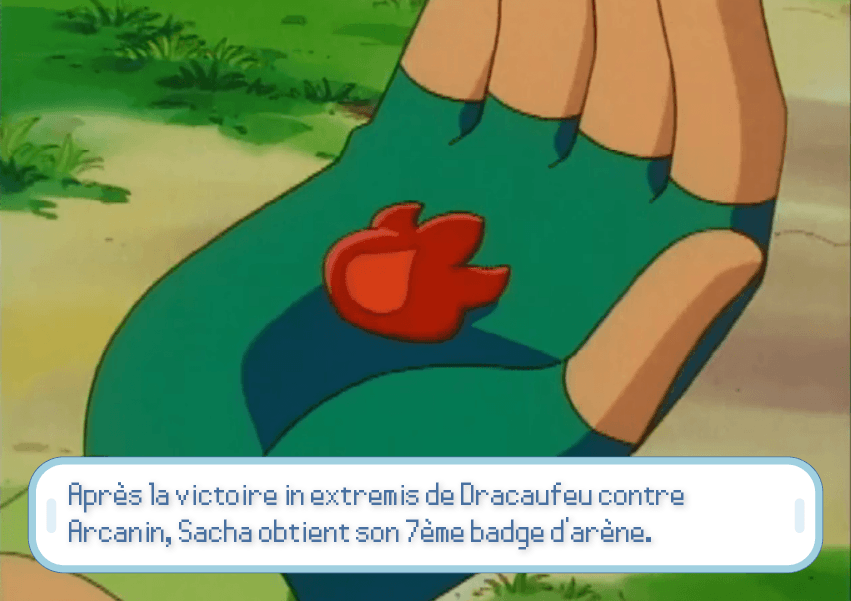 Après la victoire in extremis de Dracaufeu contre
Arcanin, Sacha obtient son 7ème badge d'arène.